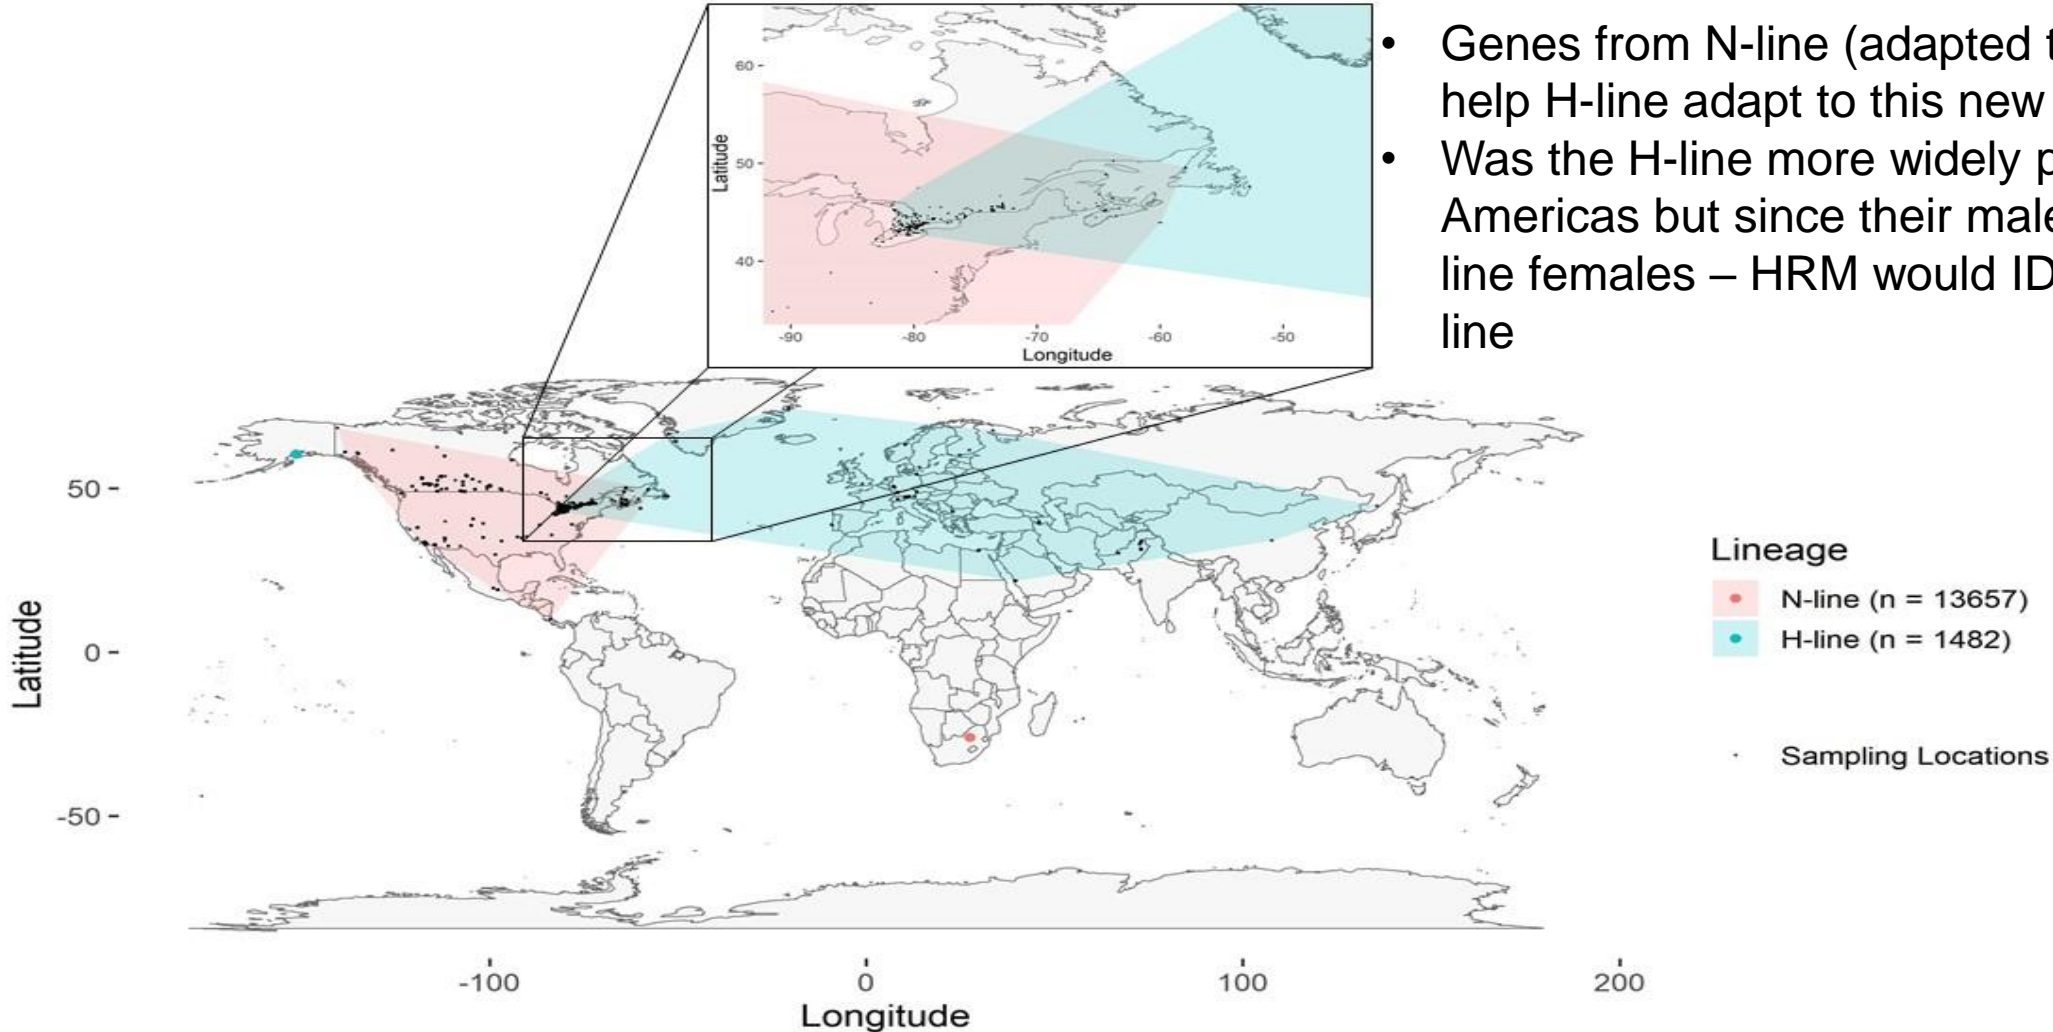 • Genes from N-line (adapted t
help H-line adapt to this new
• Was the H-line more widely p
Americas but since their male
line females – HRM would ID
line
60
50
40
Latitude
-90 -80 -70 -60 -50
Longitude
50
0
-50
Latitude
-100 0 100 200
Longitude
Lineage
N-line (n = 13657)
H-line (n = 1482)
Sampling Locations